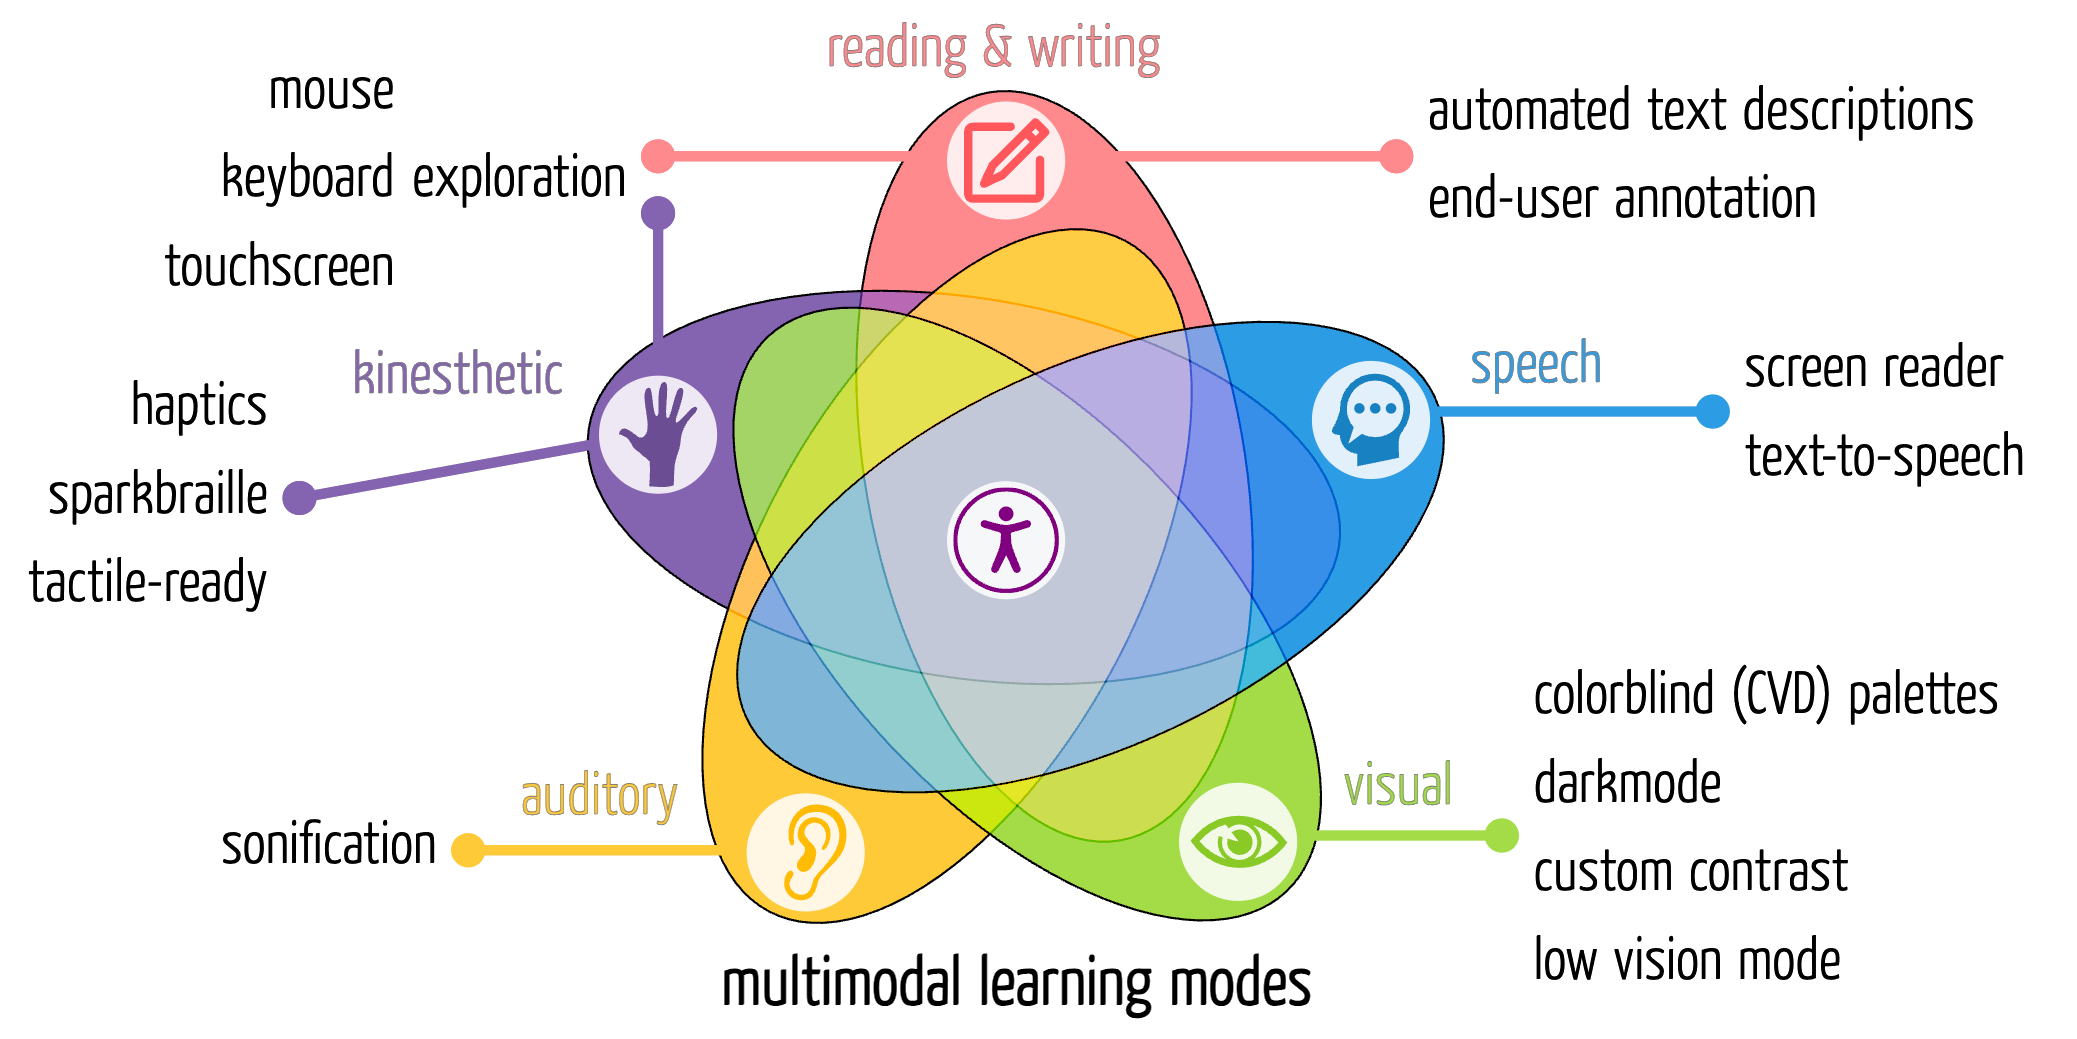 reading & writing
mouse
keyboard exploration
touchscreen
automated text descriptions
end-user annotation
kinesthetic
haptics
sparkbraille
tactile-ready
speech
screen reader
text-to-speech
auditory
sonification
visual
colorblind (CVD) palettes
darkmode
custom contrast
low vision mode
multimodal learning modes